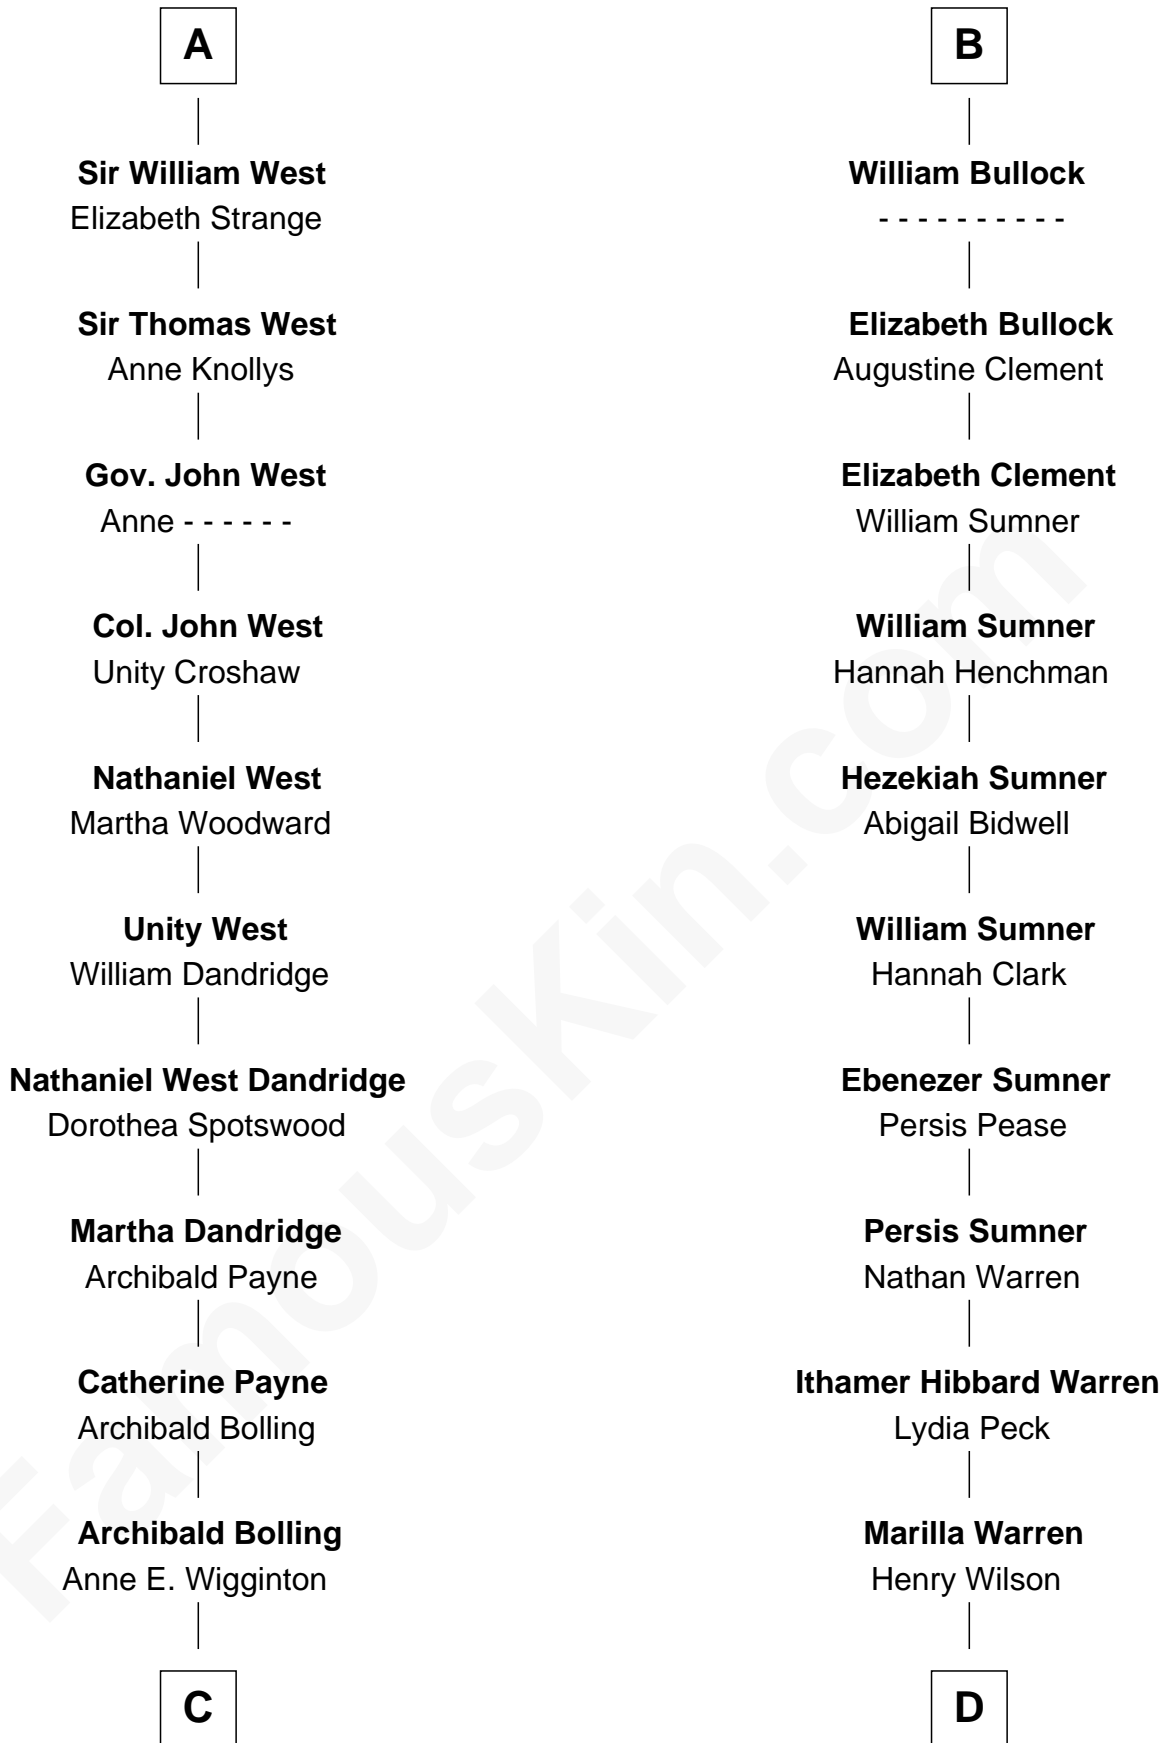 A
Sir William West
Elizabeth Strange
Sir Thomas West
Anne Knollys
Gov. John West
Anne - - - - - -
Col. John West
Unity Croshaw
Nathaniel West
Martha Woodward
Unity West
William Dandridge
Nathaniel West Dandridge
Dorothea Spotswood
Martha Dandridge
Archibald Payne
Catherine Payne
Archibald Bolling
Archibald Bolling
Anne E. Wigginton
C
B
William Bullock
- - - - - - - - - -
Elizabeth Bullock
Augustine Clement
Elizabeth Clement
William Sumner
William Sumner
Hannah Henchman
Hezekiah Sumner
Abigail Bidwell
William Sumner
Hannah Clark
Ebenezer Sumner
Persis Pease
Persis Sumner
Nathan Warren
Ithamer Hibbard Warren
Lydia Peck
Marilla Warren
Henry Wilson
D
FamousKin.com